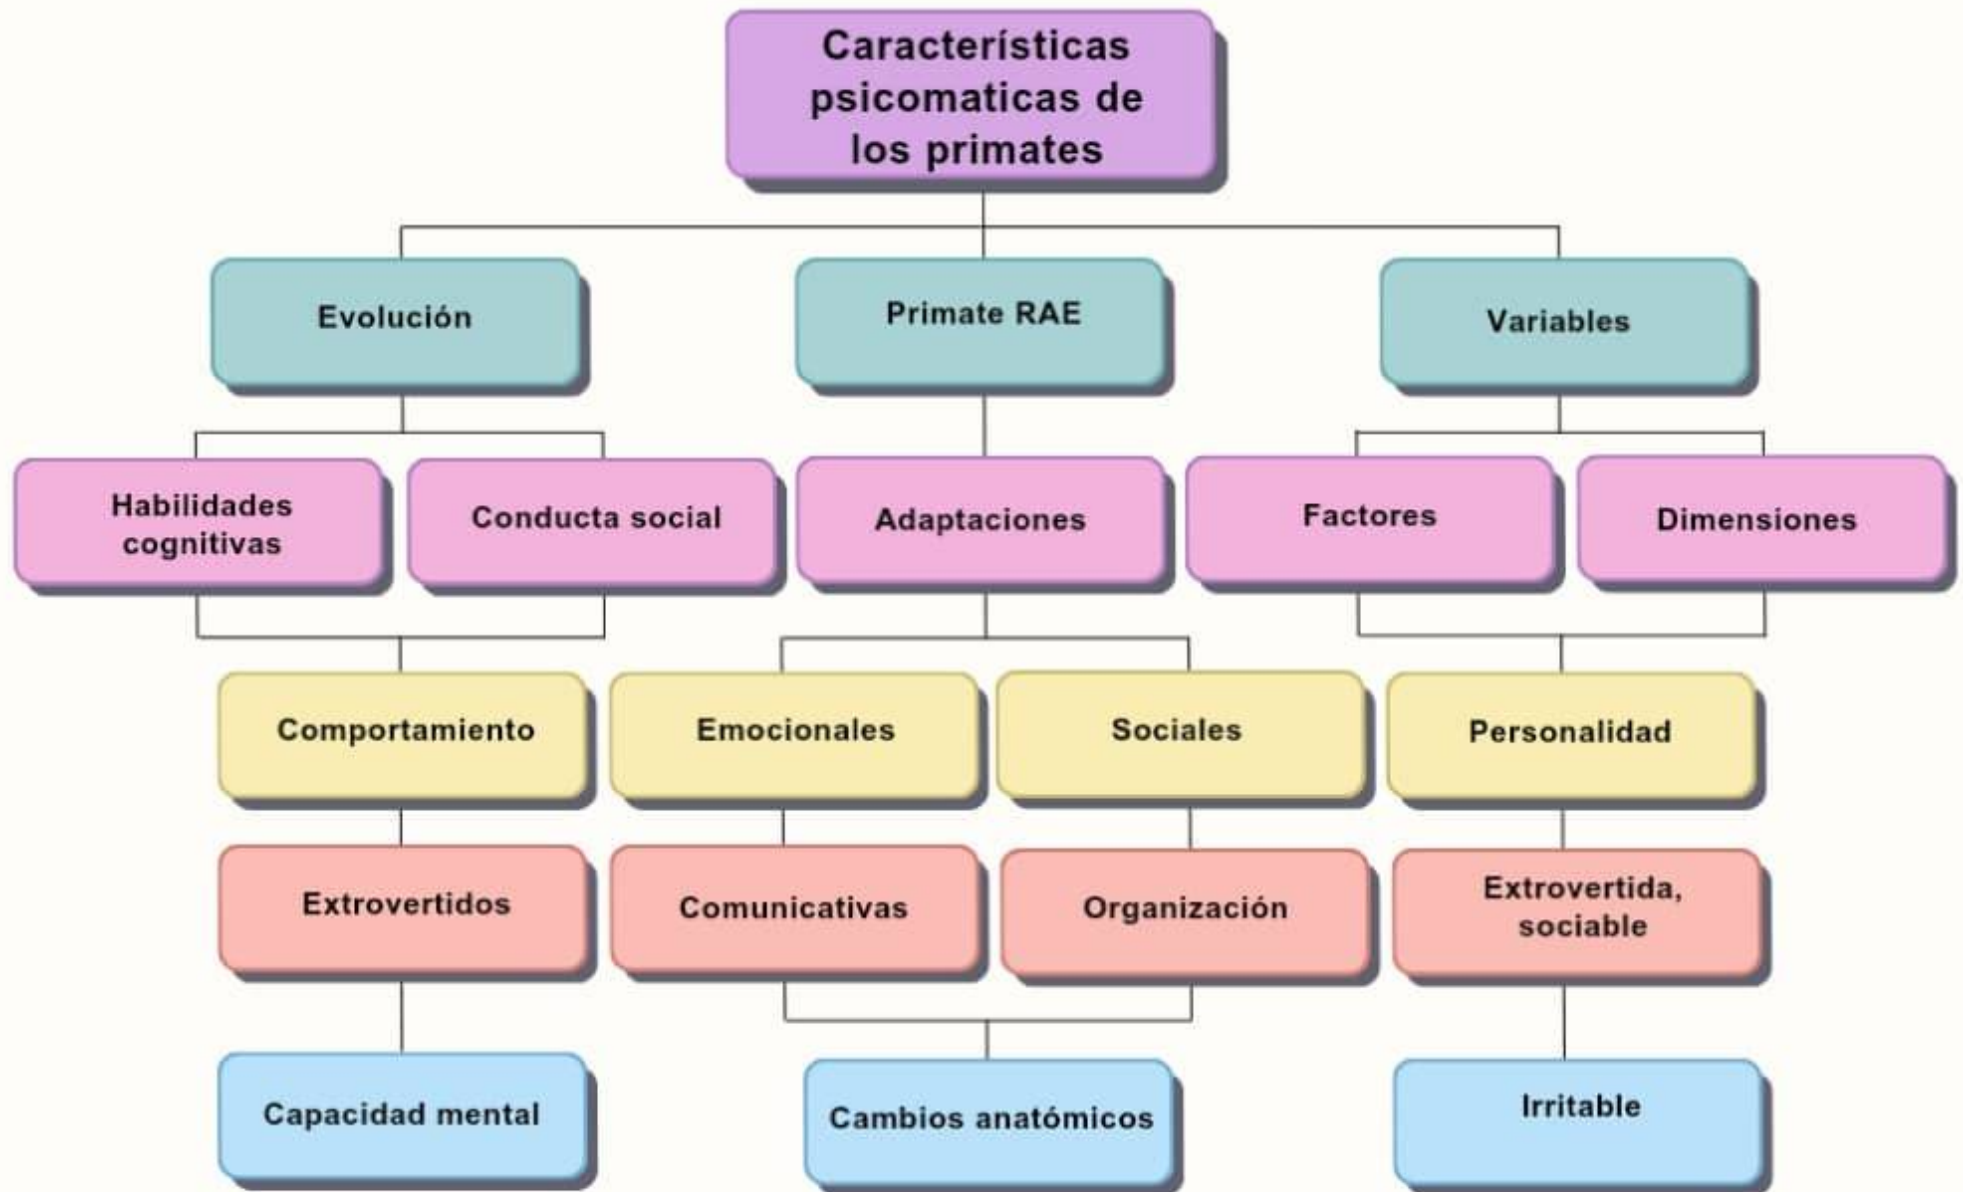 Características
psicomaticas de
los primates
Evolución
Primate RAE
Variables
Habilidades
cognitivas
Conducta social
Adaptaciones
Factores
Dimensiones
Comportamiento
Emocionales
Sociales
Personalidad
Extrovertidos
Comunicativas
Organización
Extrovertida,
sociable
Capacidad mental
Cambios anatómicos
Irritable